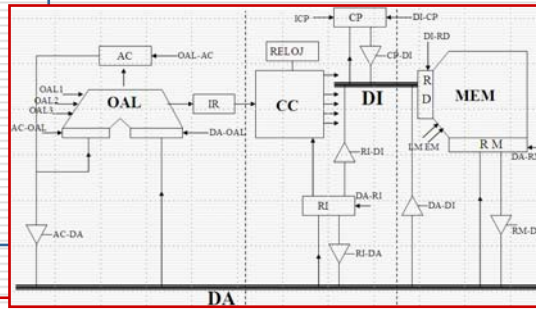 ICP
CP
DI-CP
RELOJ
CP-DI
DI-RD
AC
OAL-AC
OAL1
OAL2
OAL3
OAL
IR
CC
DI
R
D
MEM
AC-OAL
DA-OAL
LM EM
RM
RI-DI
DA-RI
RI
DA-DI
AC-DA
RI-DA
DA